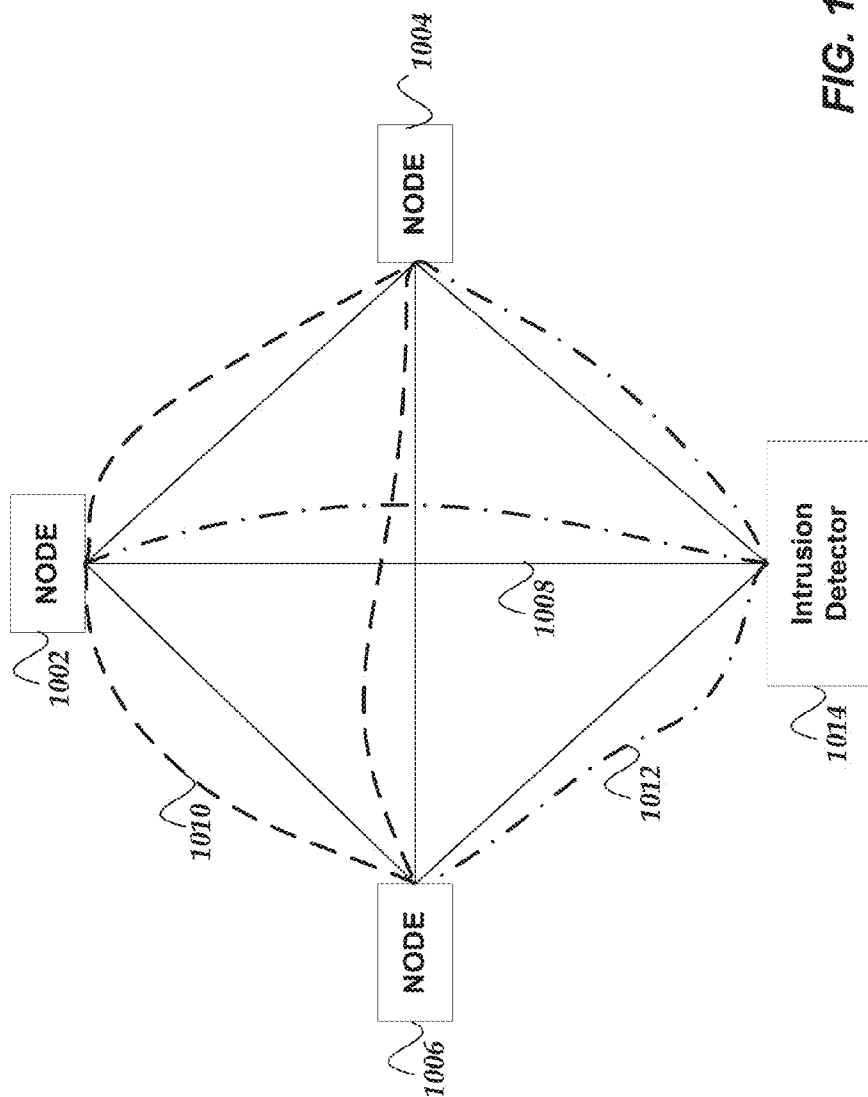 NODE
1002
1010
NODE
1006
NODE
1004
1008
1012
Intrusion
Detector
1014
FIG. 1